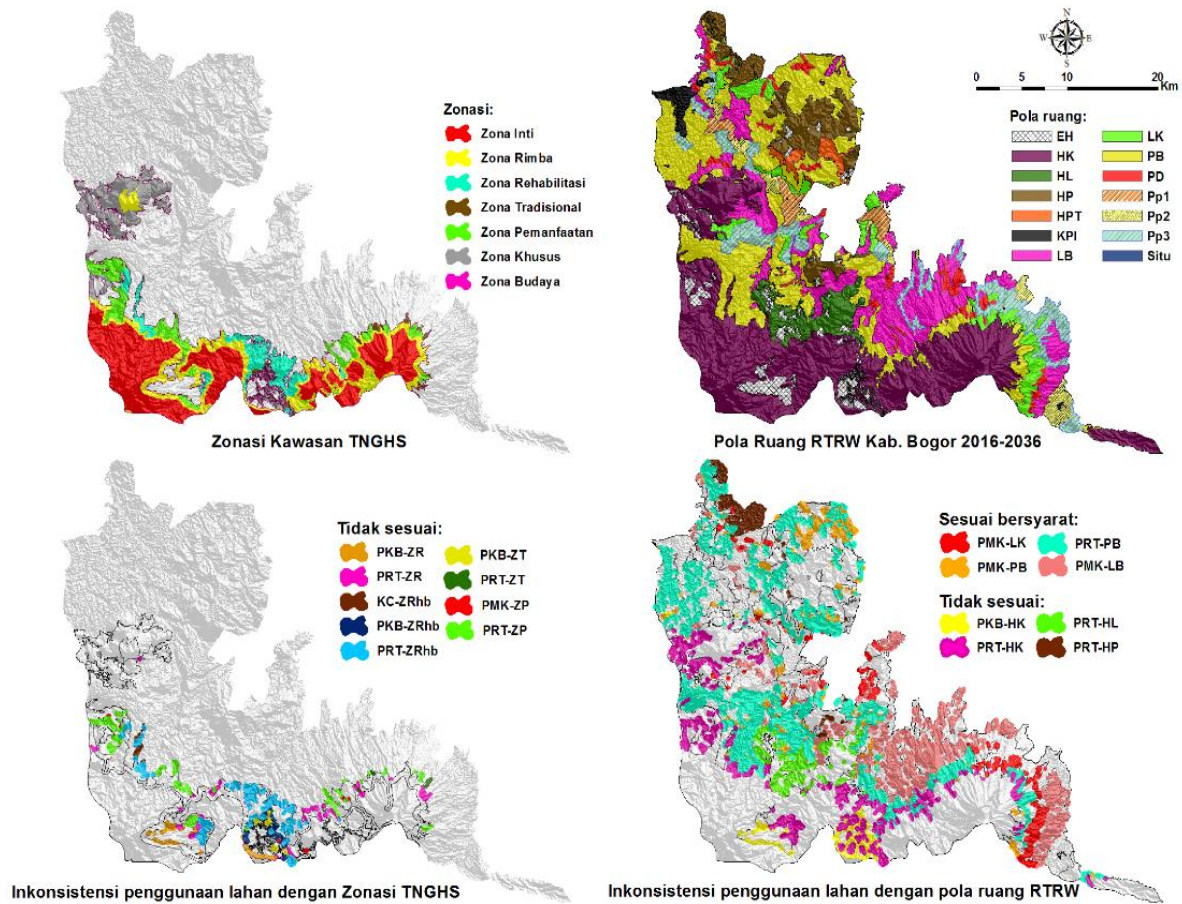 Zonasi:
Zona Inti
Zona Rimba
Zona Rehabilitasi
Zona Tradisional
Zona Pemanfaatan
Zona Khusus
Zona Budaya
Zonasi Kawasan TNGHS
N
W E
S
0 5 10 20
Km
Pola ruang:
EH LK
HK PB
HL PD
HP Pp1
HPT Pp2
KPI Pp3
LB Situ
Pola Ruang RTRW Kab. Bogor 2016-2036
Tidak sesuai:
PKB-ZR PKB-ZT
PRT-ZR PRT-ZT
KC-ZRhb PMK-ZP
PKB-ZRhb PRT-ZP
PRT-ZRhb
Inkonsistensi penggunaan lahan dengan Zonasi TNGHS
Sesuai bersyarat:
PMK-LK PRT-PB
PMK-PB PMK-LB
Tidak sesuai:
PKB-HK PRT-HL
PRT-HK PRT-HP
Inkonsistensi penggunaan lahan dengan pola ruang RTRW